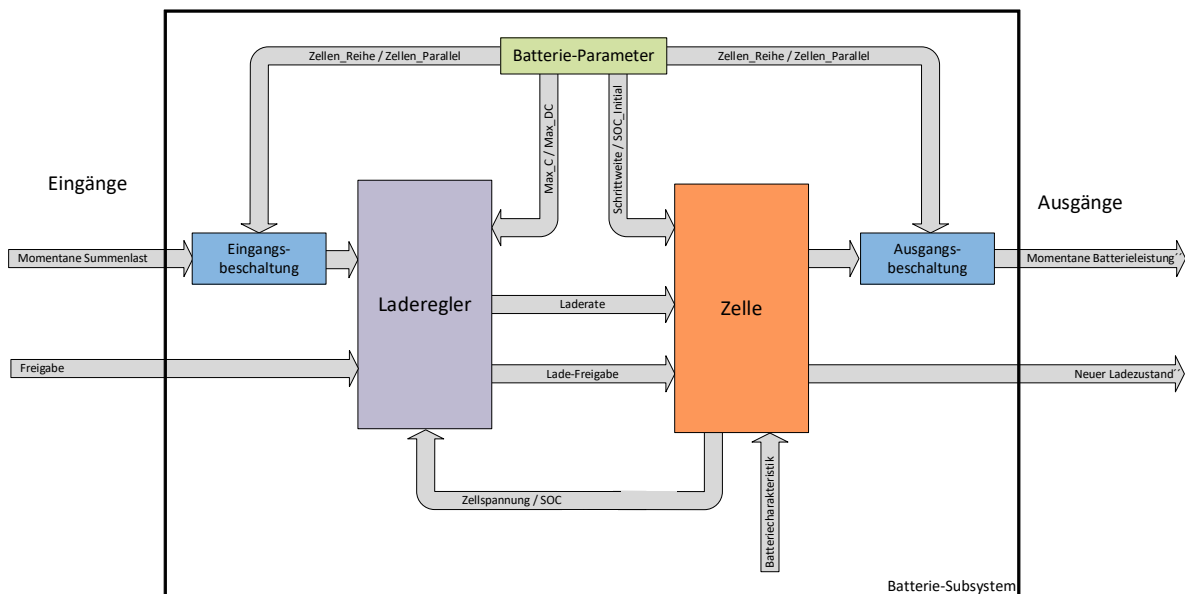 Zellen_Reihe / Zellen_Parallel
Batterie-Parameter
Zellen_Reihe / Zellen_Parallel
Max_C / Max_DC
Schrittweite / SOC_Initial
Eingänge
Ausgänge
Momentane Summenlast
Eingangs-
beschaltung
Laderegler
Zelle
Ausgangs-
beschaltung
Momentane Batterieleistung´´
Laderate
Freigabe
Lade-Freigabe
Neuer Ladezustand´´
Zellspannung / SOC
Batteriecharakteristik
Batterie-Subsystem